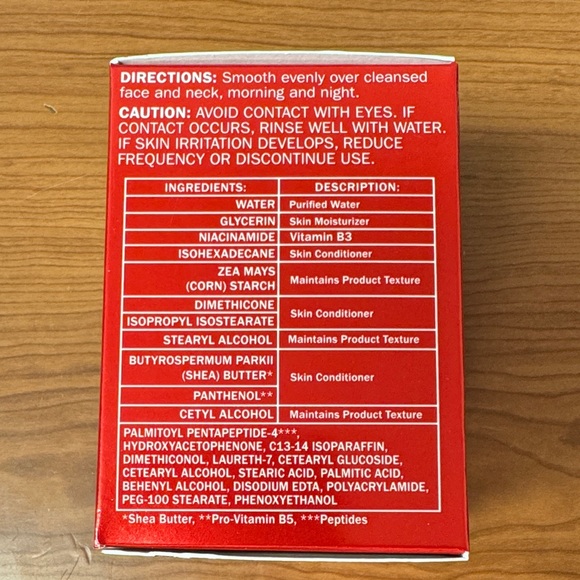 DIRECTIONS: Smooth evenly over cleansed
face and neck, morning and night.
CAUTION: AVOID CONTACT WITH EYES. IF
CONTACT OCCURS, RINSE WELL WITH WATER.
IF SKIN IRRITATION DEVELOPS, REDUCE
FREQUENCY OR DISCONTINUE USE.
INGREDIENTS: DESCRIPTION:
WATER Purified Water
GLYCERIN Skin Moisturizer
NIACINAMIDE Vitamin B3
ISOHEXADECANE Skin Conditioner
ZEA MAYS
(CORN) STARCH Maintains Product Texture
DIMETHICONE
ISOPROPYL ISOSTEARATE Skin Conditioner
STEARYL ALCOHOL Maintains Product Texture
BUTYROSPERMUM PARKII
(SHEA) BUTTER* Skin Conditioner
PANTHENOL**
CETYL ALCOHOL Maintains Product Texture
PALMITOYL PENTAPEPTIDE-4***,
HYDROXYACETOPHENONE, C13-14 ISOPARAFFIN,
DIMETHICONOL, LAURETH-7, CETEARYL GLUCOSIDE,
CETEARYL ALCOHOL, STEARIC ACID, PALMITIC ACID,
BEHENYL ALCOHOL, DISODIUM EDTA, POLYACRYLAMIDE,
PEG-100 STEARATE, PHENOXYETHANOL
*Shea Butter, **Pro-Vitamin B5, ***Peptides